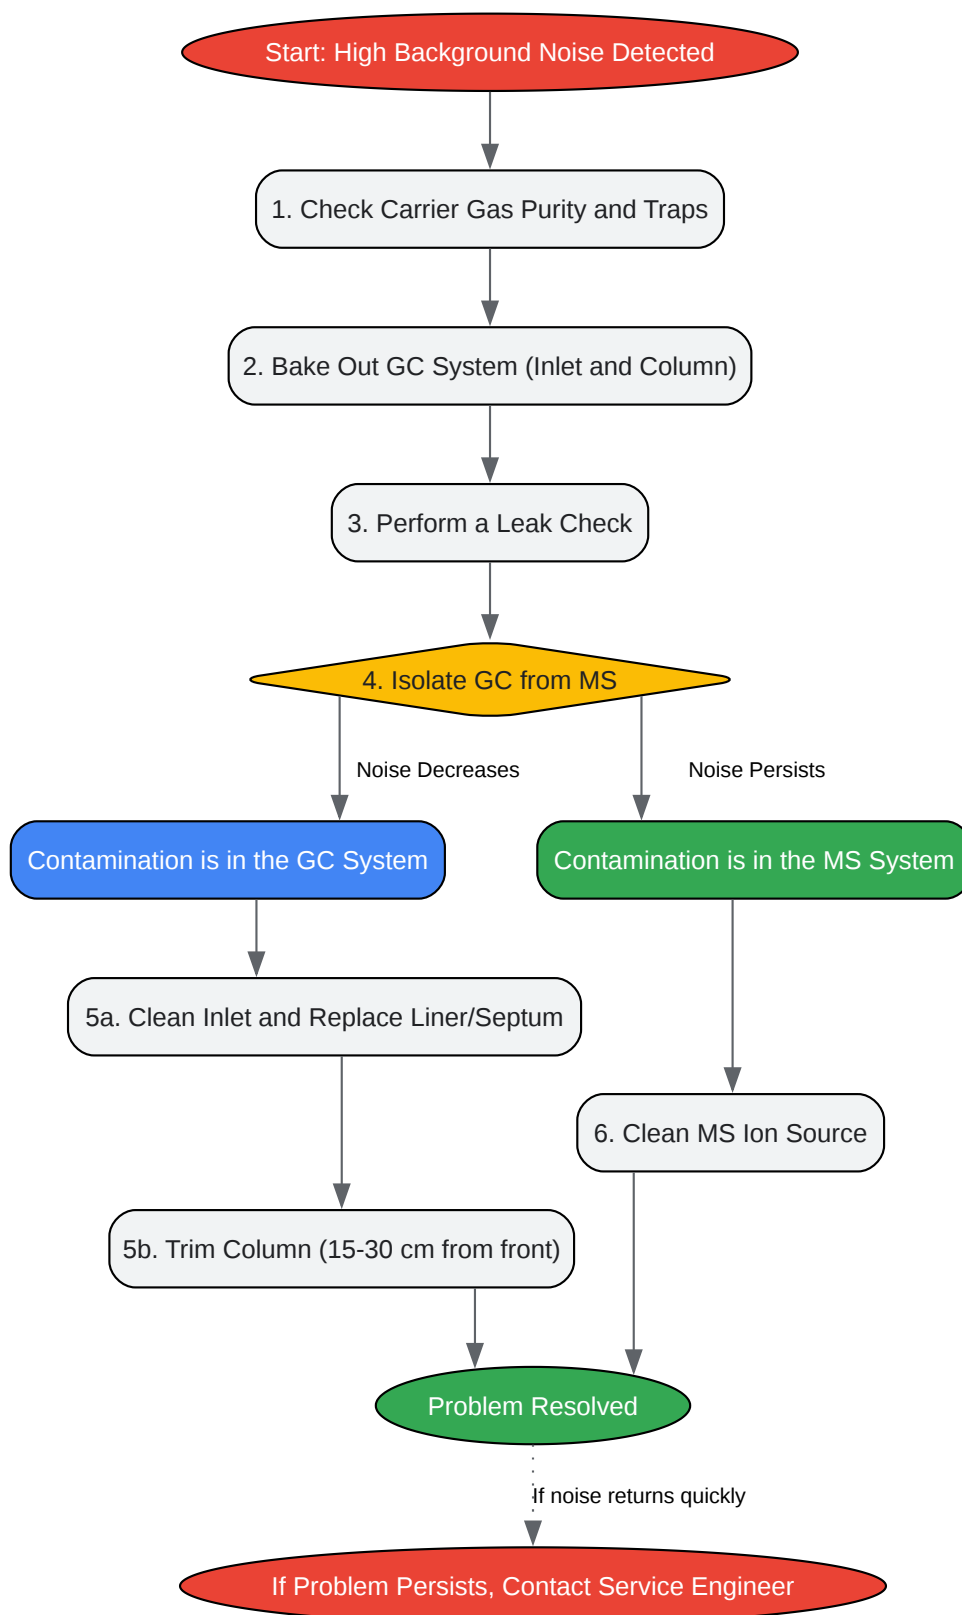 Start: High Background Noise Detected
1. Check Carrier Gas Purity and Traps
2. Bake Out GC System (Inlet and Column)
3. Perform a Leak Check
4. Isolate GC from MS
Noise Decreases
Noise Persists
Contamination is in the GC System
Contamination is in the MS System
5a. Clean Inlet and Replace Liner/Septum
6. Clean MS Ion Source
5b. Trim Column (15-30 cm from front)
Problem Resolved
If noise returns quickly
If Problem Persists, Contact Service Engineer